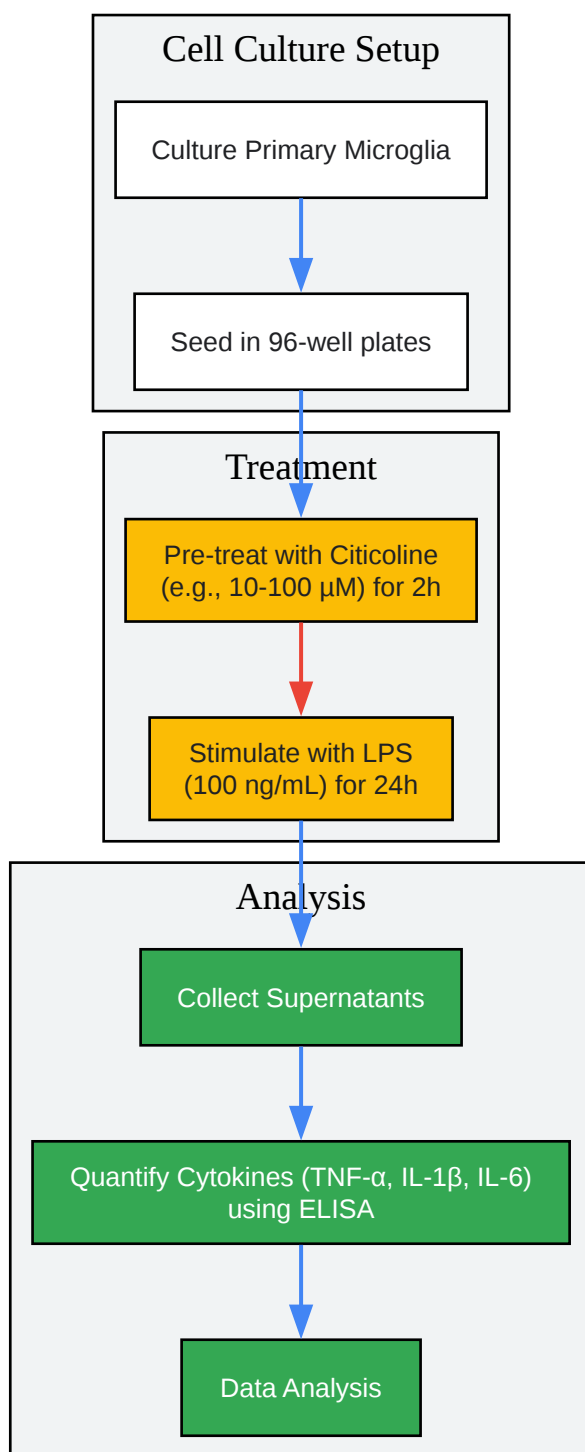 Cell Culture Setup
Culture Primary Microglia
Seed in 96-well plates
Treatment
Pre-treat with Citicoline
(e.g., 10-100 µM) for 2h
Stimulate with LPS
(100 ng/mL) for 24h
Analysis
Collect Supernatants
Quantify Cytokines (TNF-α, IL-1β, IL-6)
using ELISA
Data Analysis